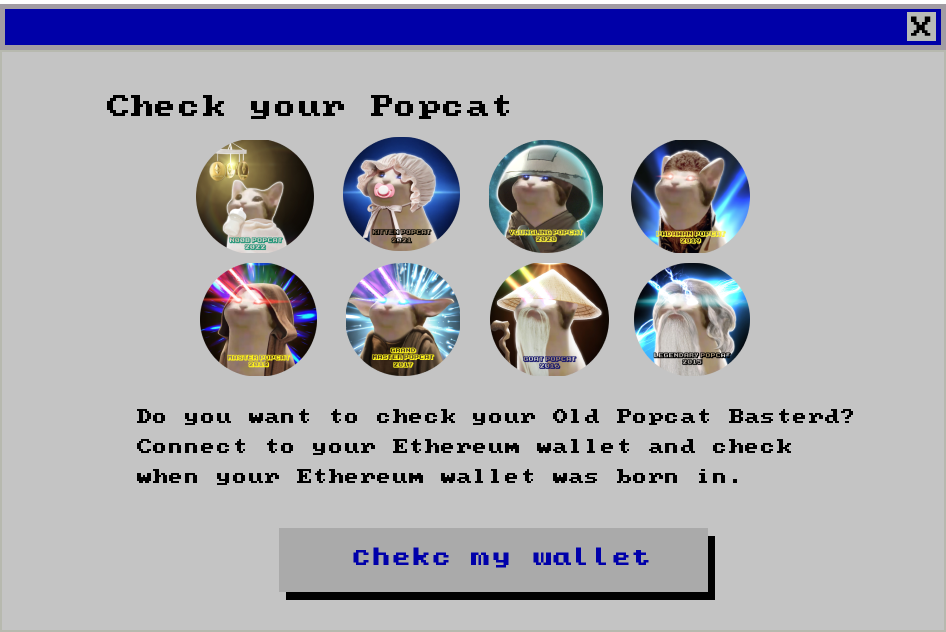 X
Check your Popcat
NOOB POPCAT
2022
KITTEN POPCAT
2021
YOUNGLING POPCAT
2020
PADAWAN POPCAT
2019
MASTER POPCAT
2018
GRAND
MASTER POPCAT
2017
GOAT POPCAT
2016
LEGENDARY POPCAT
2015
Do you want to check your Old Popcat Basterd?
Connect to your Ethereum wallet and check
when your Ethereum wallet was born in.
Chekc my wallet